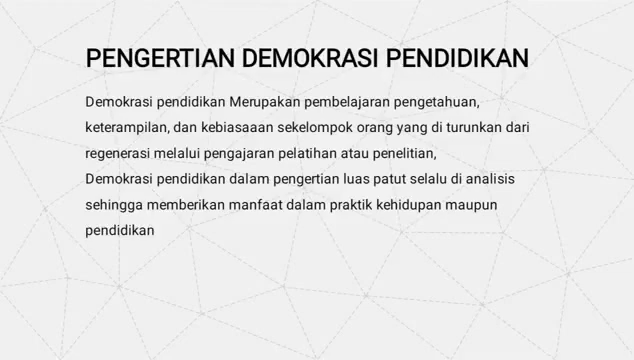 PENGERTIAN DEMOKRASI PENDIDIKAN
Demokrasi pendidikan Merupakan pembelajaran pengetahuan,
keterampilan, dan kebiasaaan sekelompok orang yang di turunkan dari
regenerasi melalui pengajaran pelatihan atau penelitian,
Demokrasi pendidikan dalam pengertian luas patut selalu di analisis
sehingga memberikan manfaat dalam praktik kehidupan maupun
pendidikan